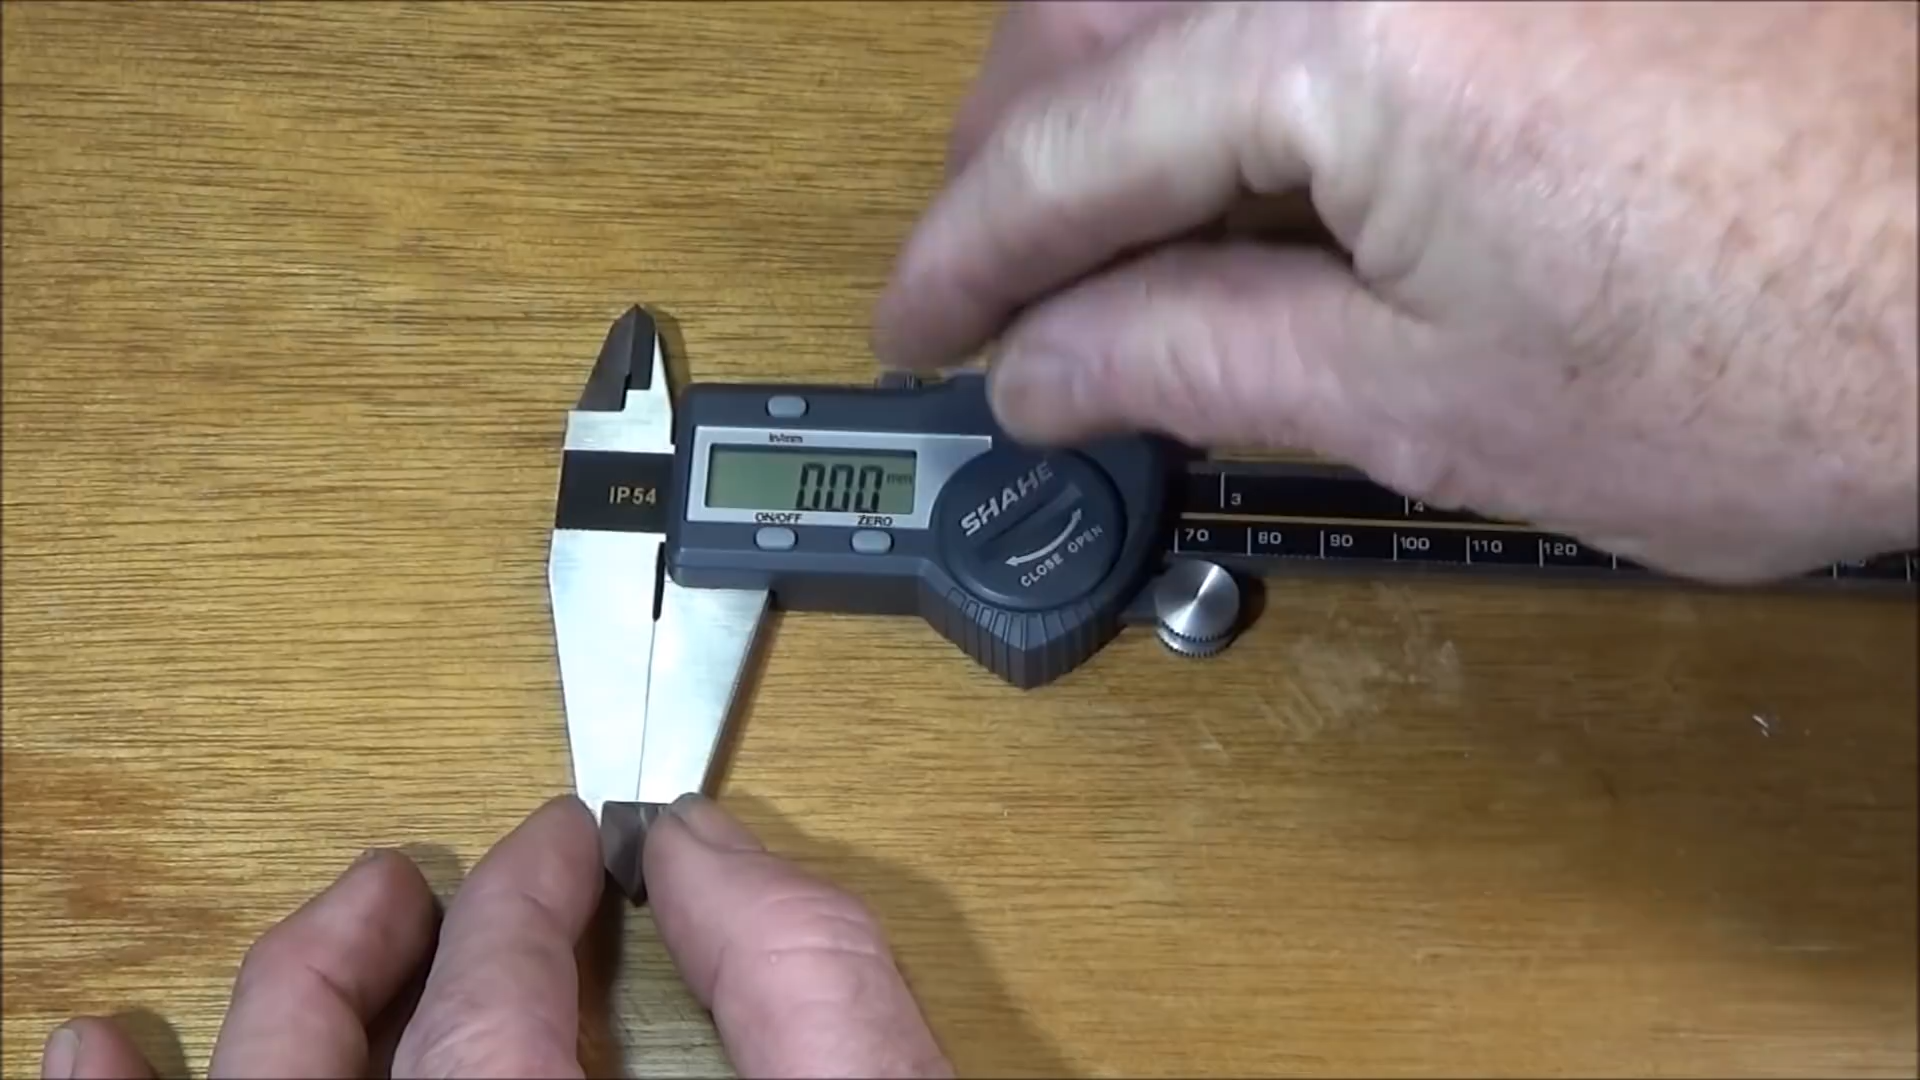 in/mm
0.00 mm
IP54
ON/OFF ZERO
SHAHE
CLOSE OPEN
3 4
70 80 90 100 110 120